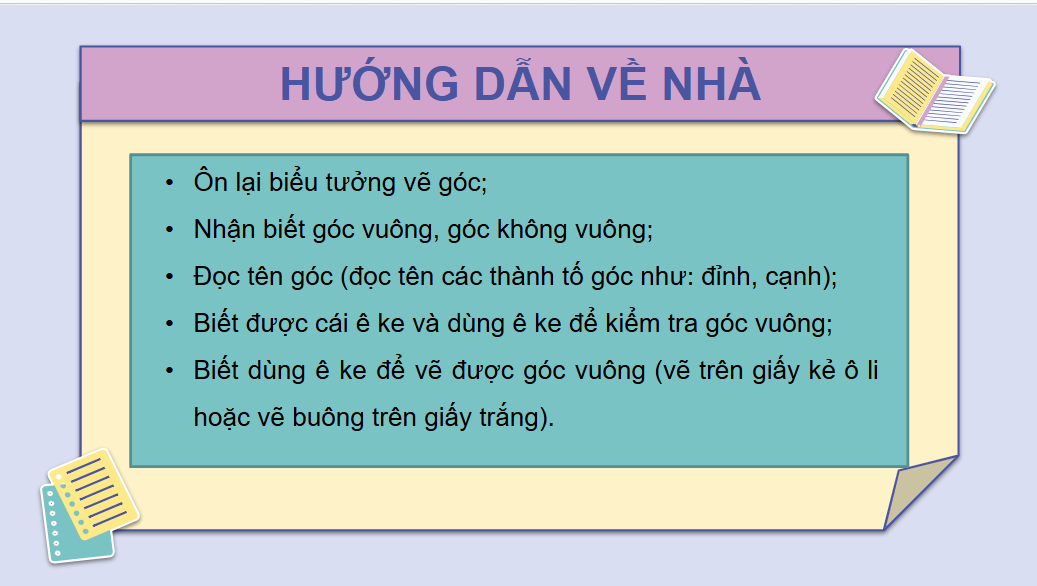 HƯỚNG DẪN VỀ NHÀ
• Ôn lại biểu tưởng vẽ góc;
• Nhận biết góc vuông, góc không vuông;
• Đọc tên góc (đọc tên các thành tố góc như: đỉnh, cạnh);
• Biết được cái ê ke và dùng ê ke để kiểm tra góc vuông;
• Biết dùng ê ke để vẽ được góc vuông (vẽ trên giấy kẻ ô li
hoặc vẽ buông trên giấy trắng).